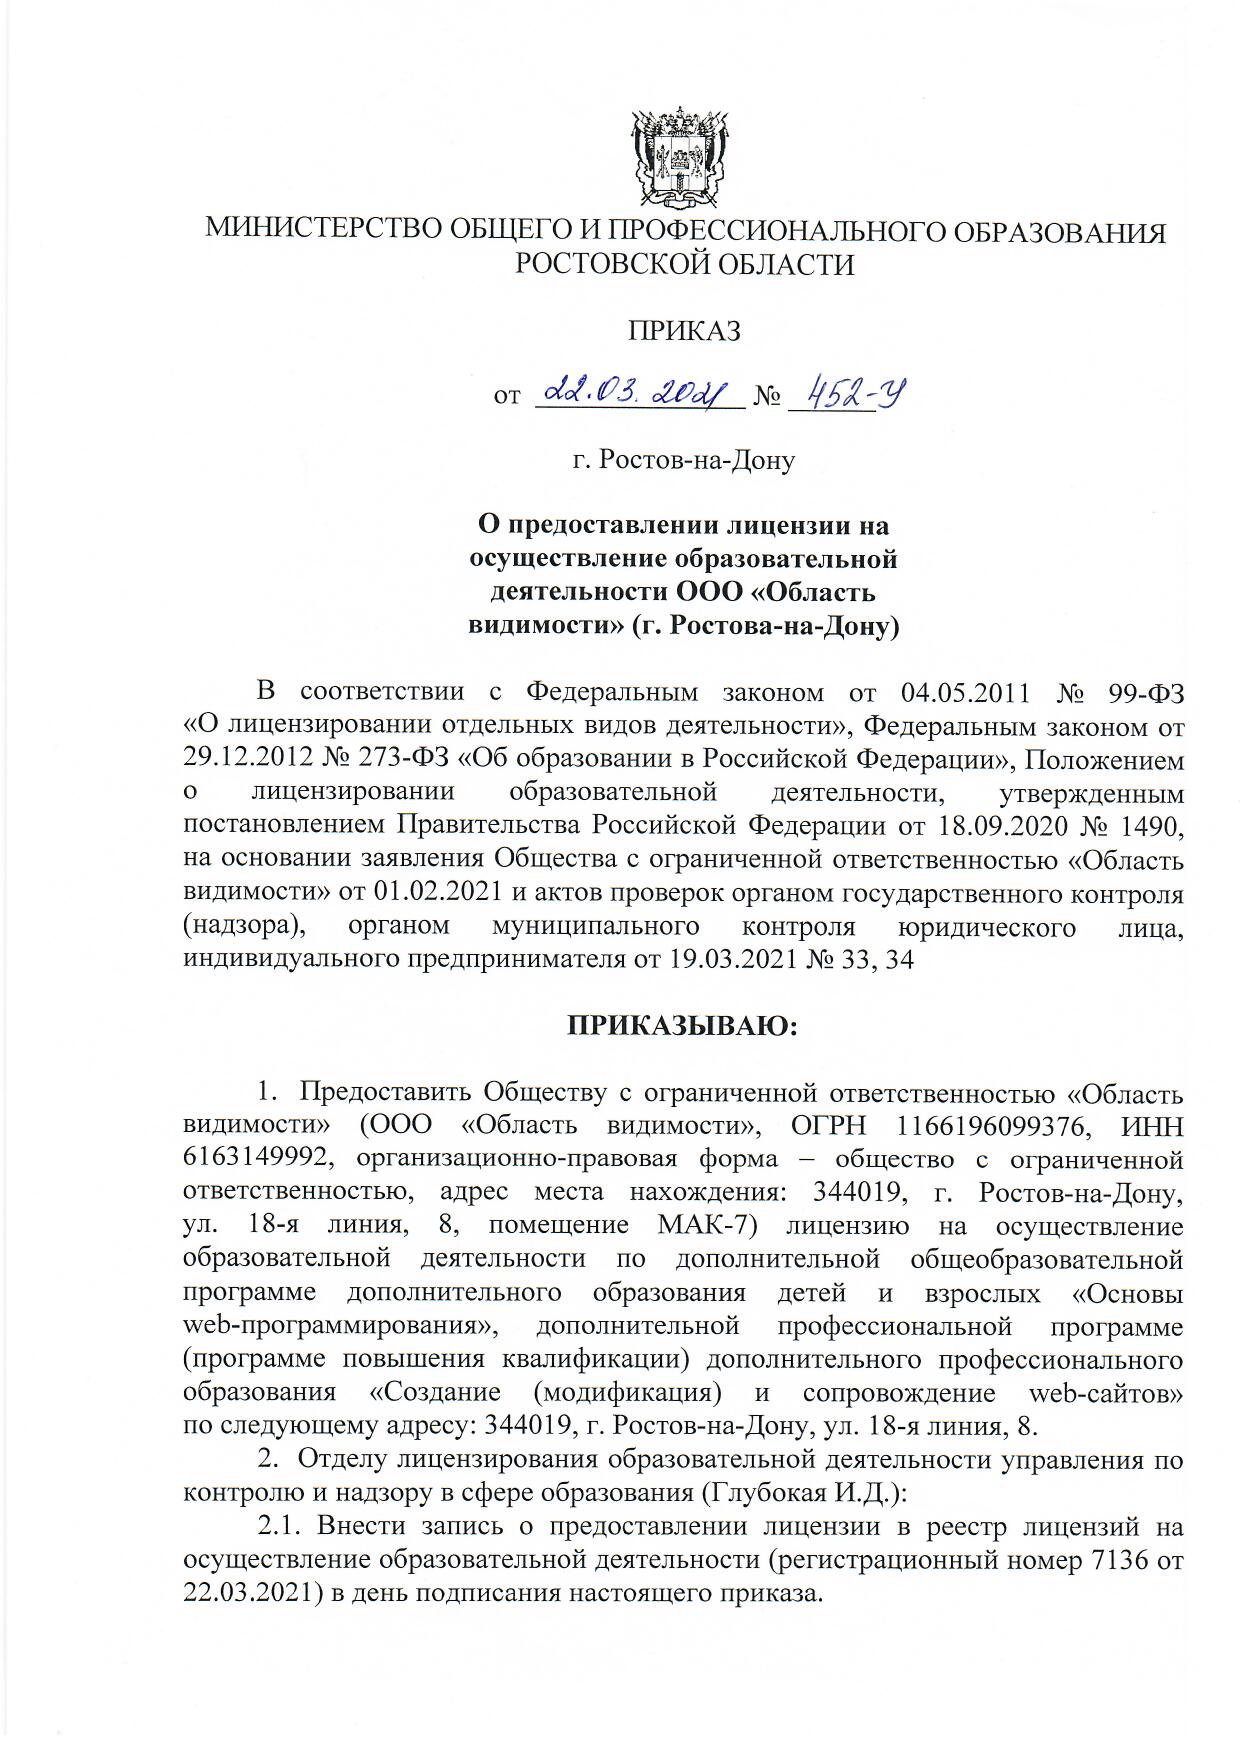 МИНИСТЕРСТВО ОБЩЕГО И ПРОФЕССИОНАЛЬНОГО ОБРАЗОВАНИЯ
РОСТОВСКОЙ ОБЛАСТИ
ПРИКАЗ
от 22.03.2021 № 452-У
г. Ростов-на-Дону
О предоставлении лицензии на
осуществление образовательной
деятельности ООО «Область
видимости» (г. Ростова-на-Дону)
В соответствии с Федеральным законом от 04.05.2011 № 99-ФЗ
«О лицензировании отдельных видов деятельности», Федеральным законом от
29.12.2012 № 273-ФЗ «Об образовании в Российской Федерации», Положением
о лицензировании образовательной деятельности, утвержденным
постановлением Правительства Российской Федерации от 18.09.2020 № 1490,
на основании заявления Общества с ограниченной ответственностью «Область
видимости» от 01.02.2021 и актов проверок органом государственного контроля
(надзора), органом муниципального контроля юридического лица,
индивидуального предпринимателя от 19.03.2021 № 33, 34
ПРИКАЗЫВАЮ:
1. Предоставить Обществу с ограниченной ответственностью «Область
видимости» (ООО «Область видимости», ОГРН 1166196099376, ИНН
6163149992, организационно-правовая форма – общество с ограниченной
ответственностью, адрес места нахождения: 344019, г. Ростов-на-Дону,
ул. 18-я линия, 8, помещение МАК-7) лицензию на осуществление
образовательной деятельности по дополнительной общеобразовательной
программе дополнительного образования детей и взрослых «Основы
web-программирования», дополнительной профессиональной программе
(программе повышения квалификации) дополнительного профессионального
образования «Создание (модификация) и сопровождение web-сайтов»
по следующему адресу: 344019, г. Ростов-на-Дону, ул. 18-я линия, 8.
2. Отделу лицензирования образовательной деятельности управления по
контролю и надзору в сфере образования (Глубокая И.Д.):
2.1. Внести запись о предоставлении лицензии в реестр лицензий на
осуществление образовательной деятельности (регистрационный номер 7136 от
22.03.2021) в день подписания настоящего приказа.